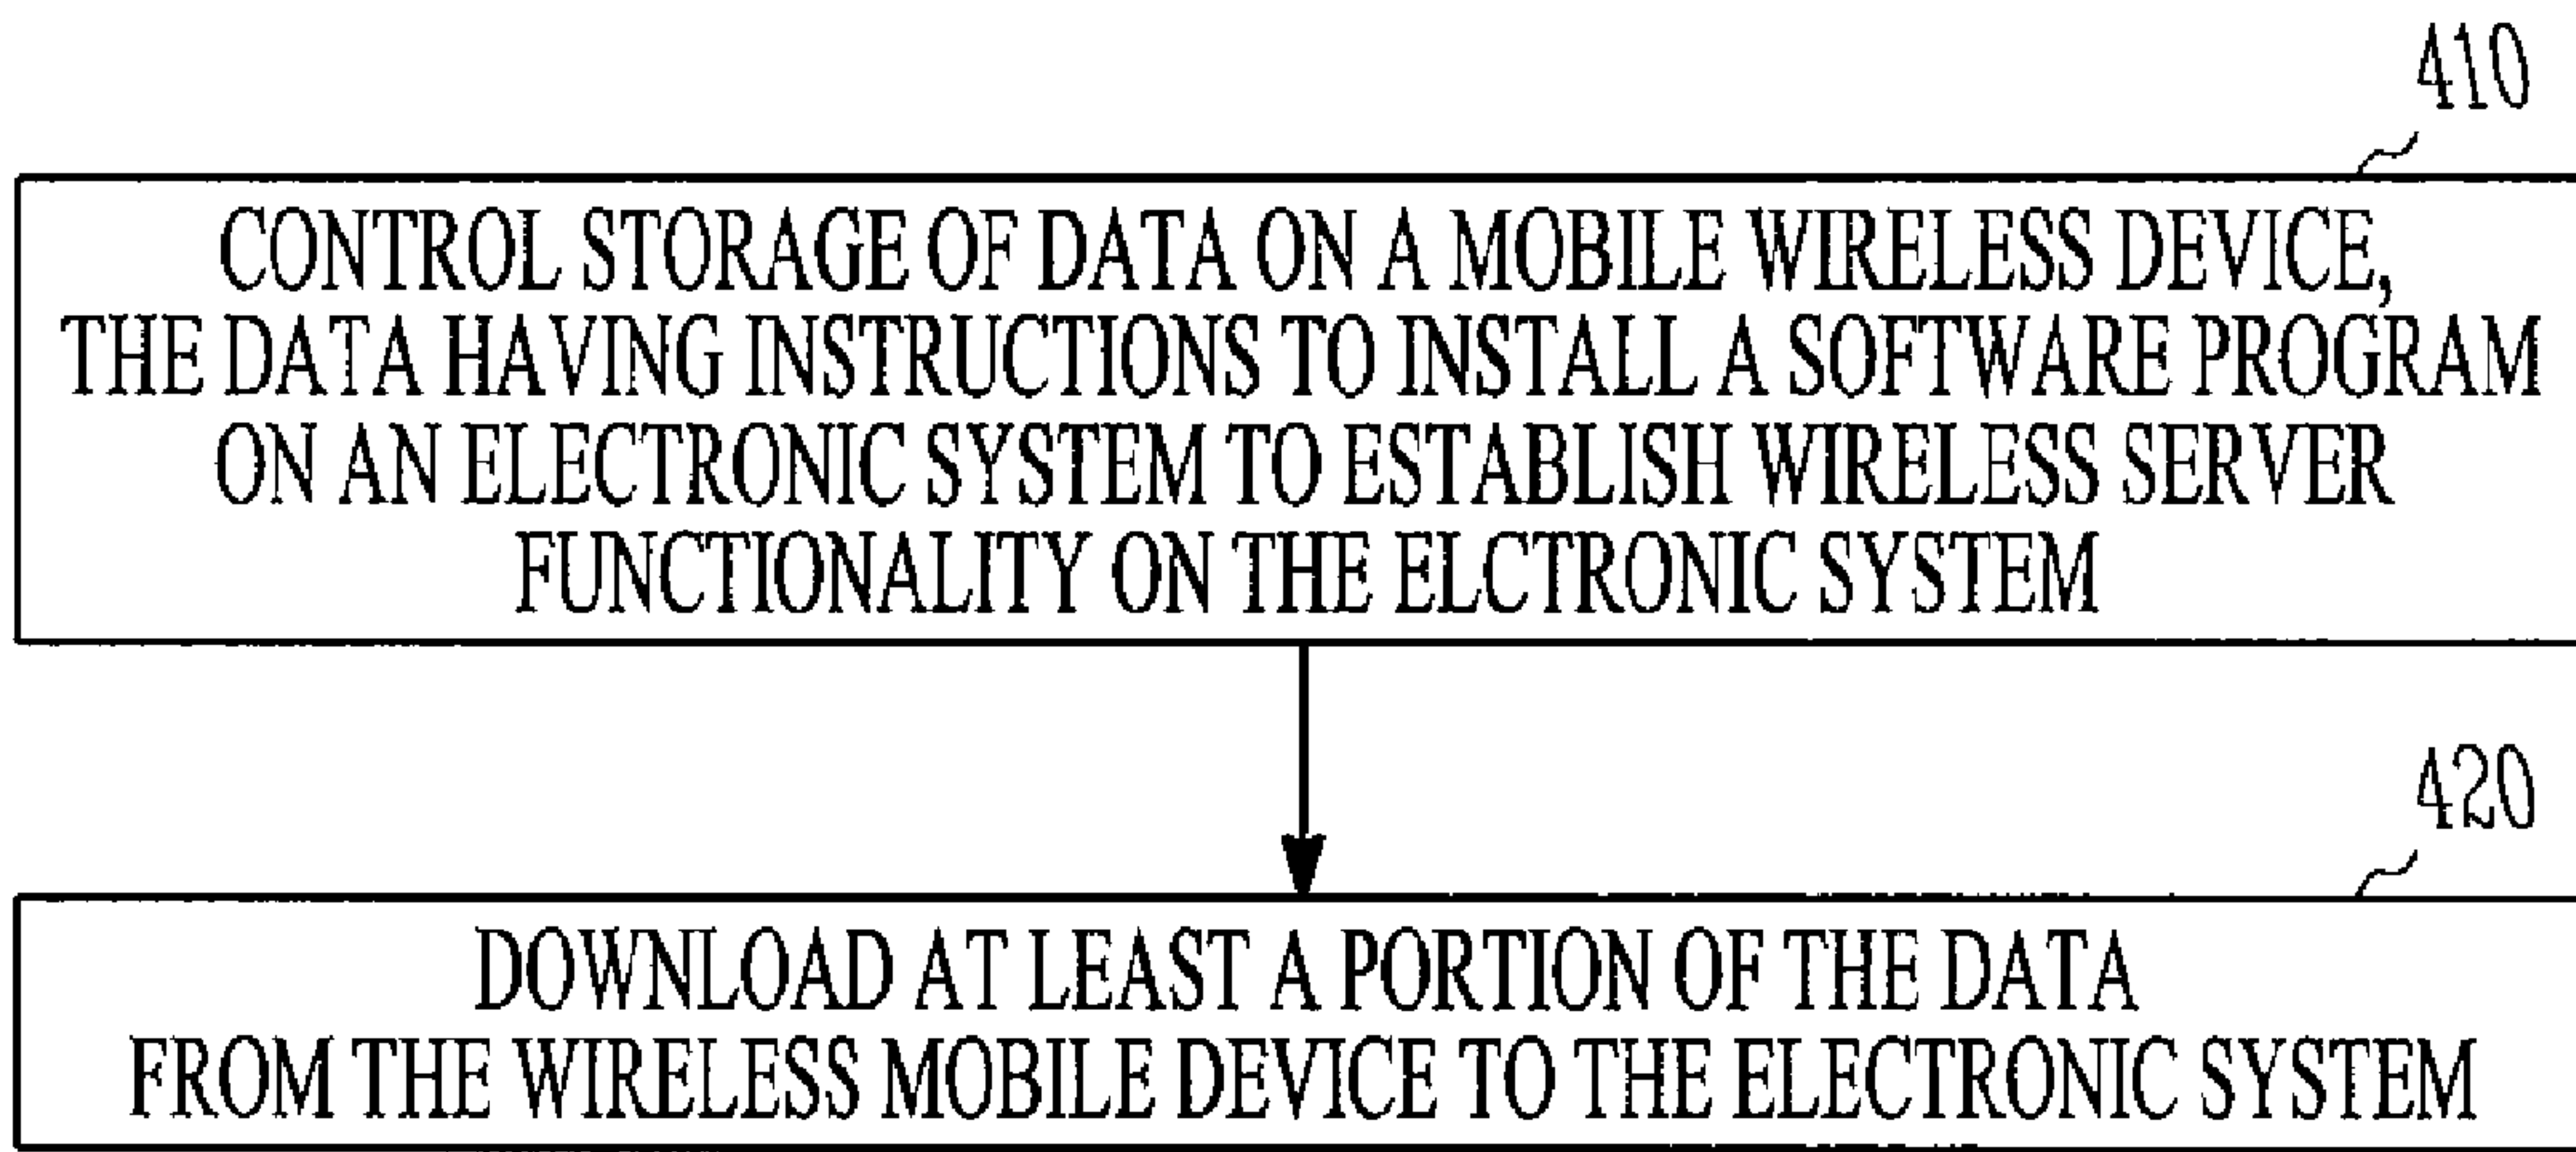 410
CONTROL STORAGE OF DATA ON A MOBILE WIRELESS DEVICE,
THE DATA HAVING INSTRUCTIONS TO INSTALL A SOFTWARE PROGRAM
ON AN ELECTRONIC SYSTEM TO ESTABLISH WIRELESS SERVER
FUNCTIONALITY ON THE ELCTRONIC SYSTEM
420
DOWNLOAD AT LEAST A PORTION OF THE DATA
FROM THE WIRELESS MOBILE DEVICE TO THE ELECTRONIC SYSTEM